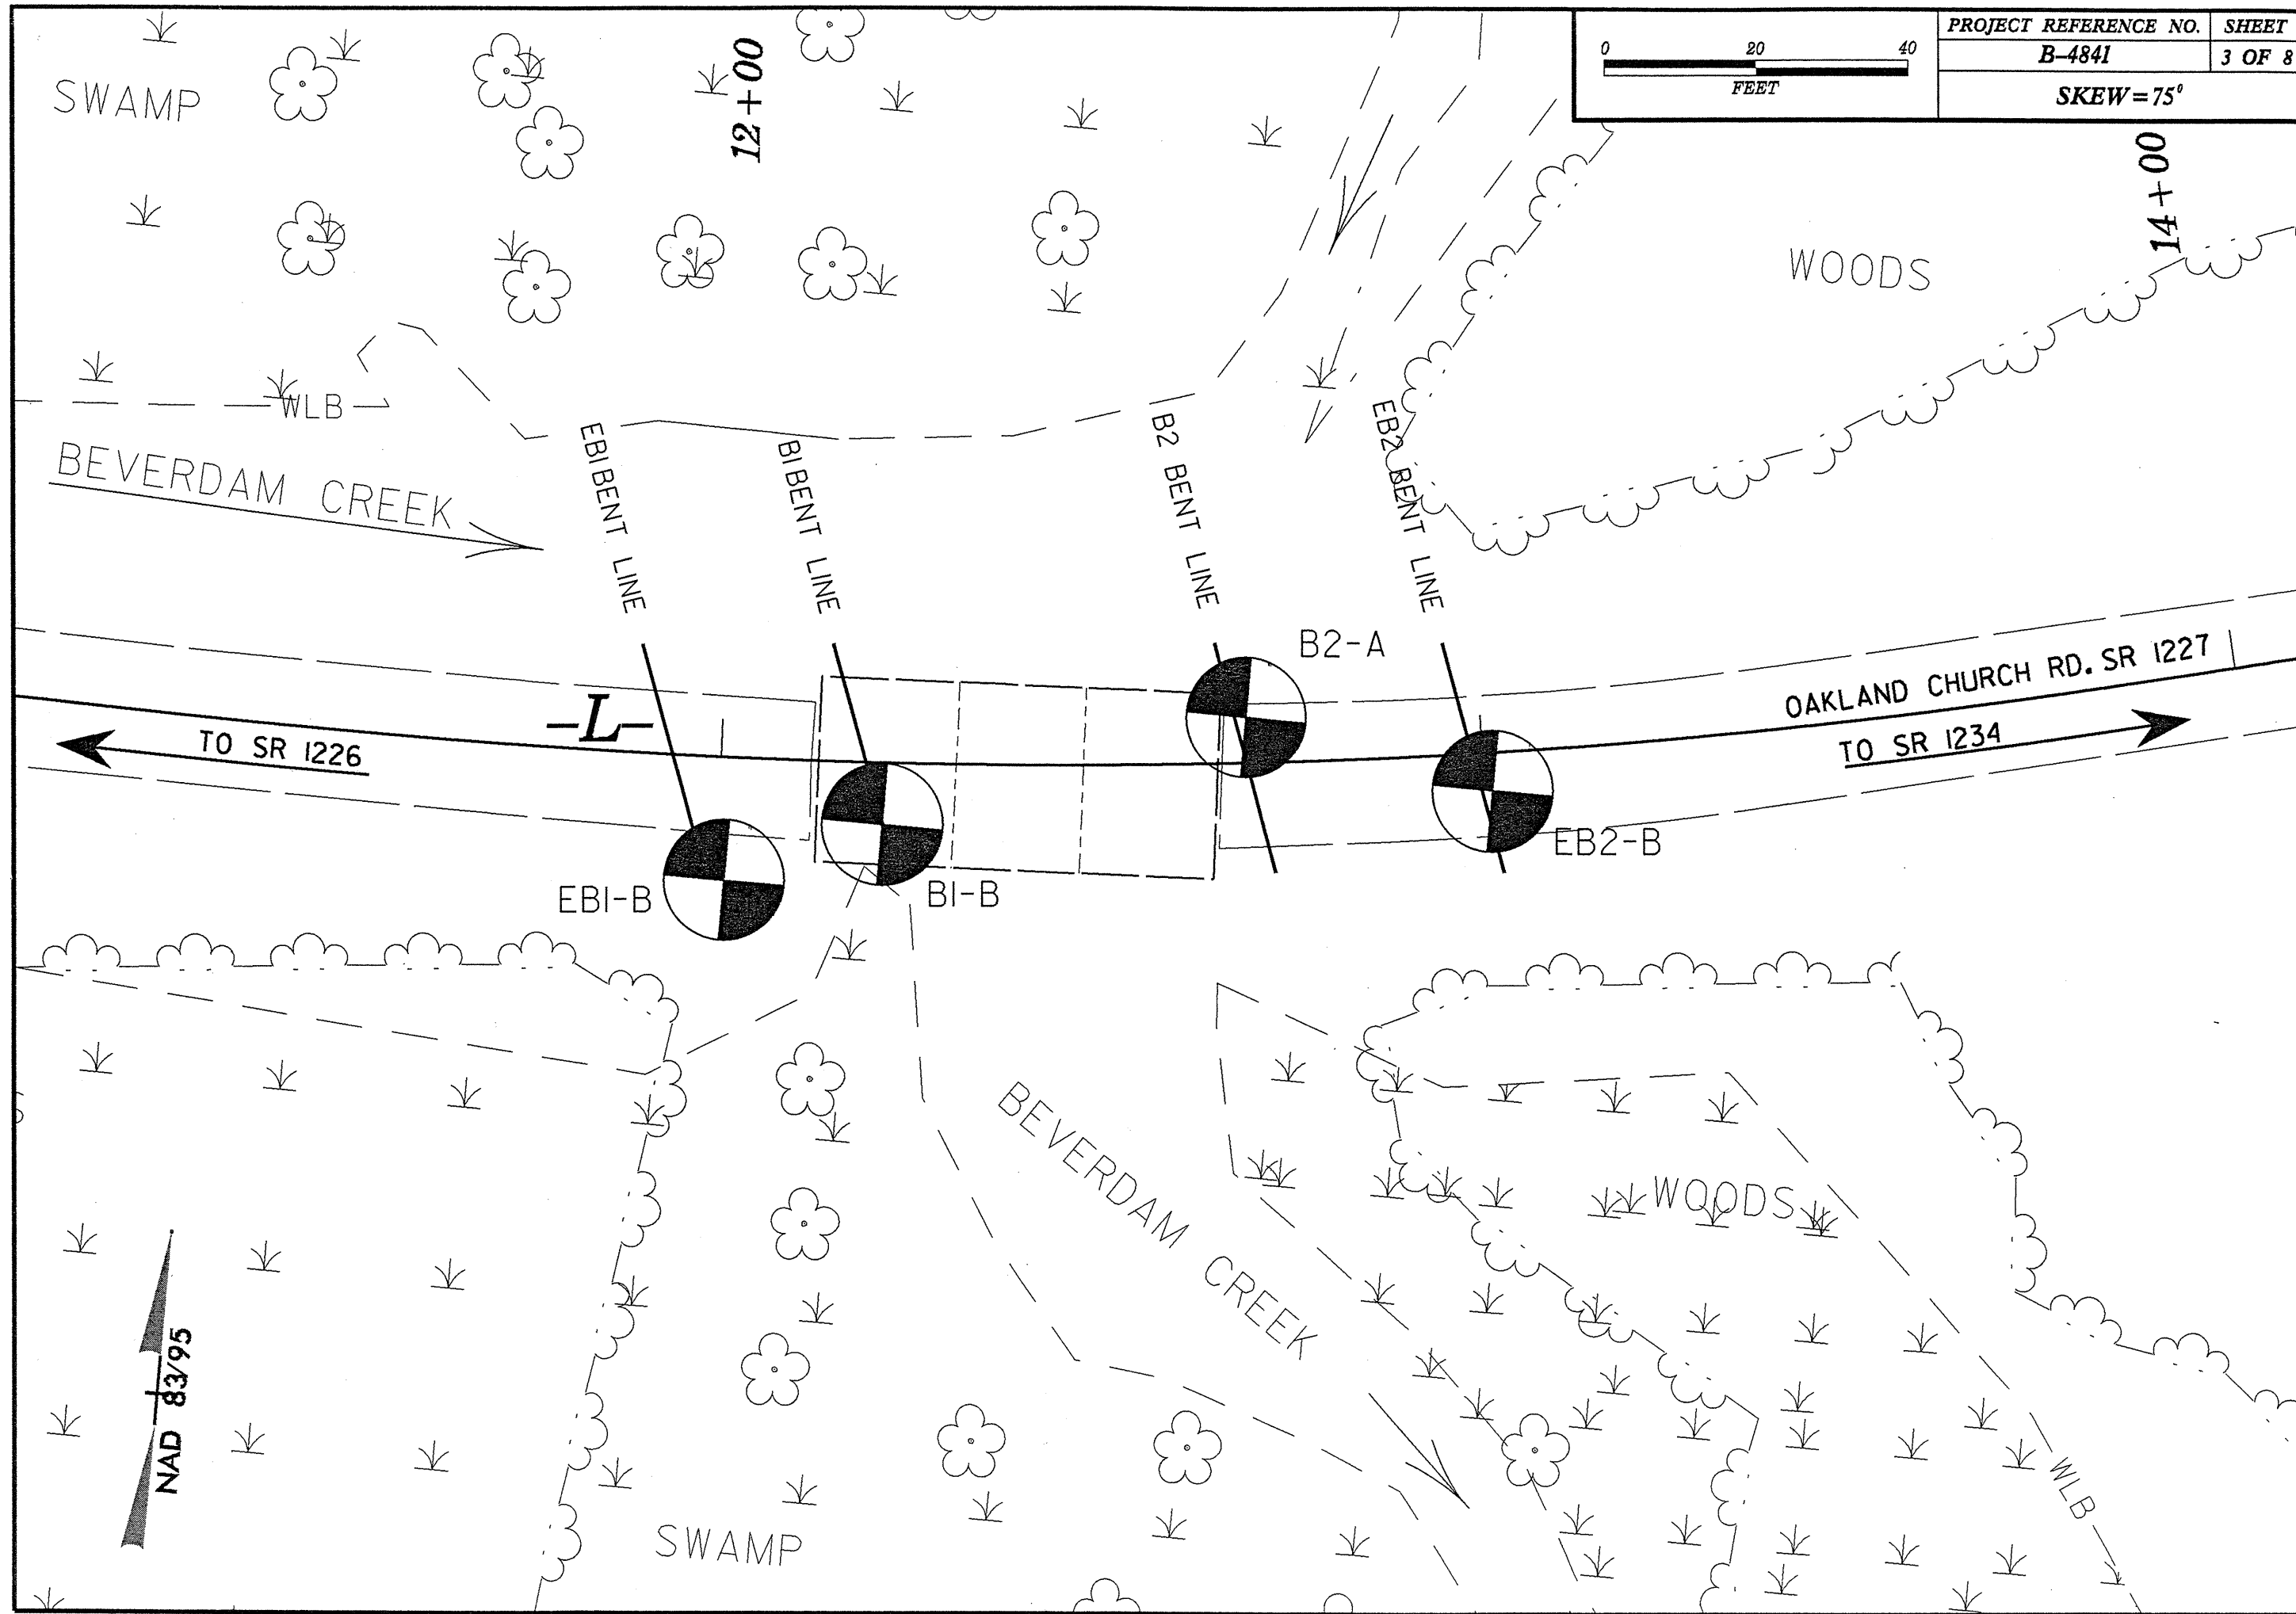 0 20 40
FEET
PROJECT REFERENCE NO.
SHEET
B-4841
3 OF 8
SKEW=75°
12+00
14+00
SWAMP
WOODS
WLB
BEVERDAM CREEK
EB1 BENT LINE
B1 BENT LINE
B2 BENT LINE
EB2 BENT LINE
B2-A
-L-
OAKLAND CHURCH RD. SR 1227
TO SR 1226
TO SR 1234
EB1-B
B1-B
EB2-B
BEVERDAM CREEK
WOODS
NAD 83/95
WLB
SWAMP